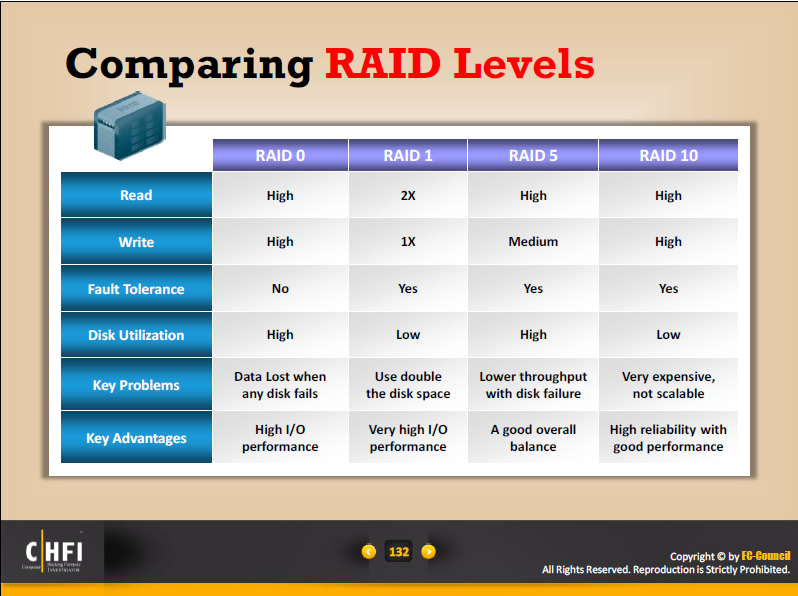 Comparing RAID Levels
RAID 0 RAID 1 RAID 5 RAID 10
Read High 2X High High
Write High 1X Medium High
Fault Tolerance No Yes Yes Yes
Disk Utilization High Low High Low
Key Problems Data Lost when any disk fails Use double the disk space Lower throughput with disk failure Very expensive, not scalable
Key Advantages High I/O performance Very high I/O performance A good overall balance High reliability with good performance
CHFI
Computer Hacking Forensic
INVESTIGATOR
132
Copyright © by EC-Council
All Rights Reserved. Reproduction is Strictly Prohibited.